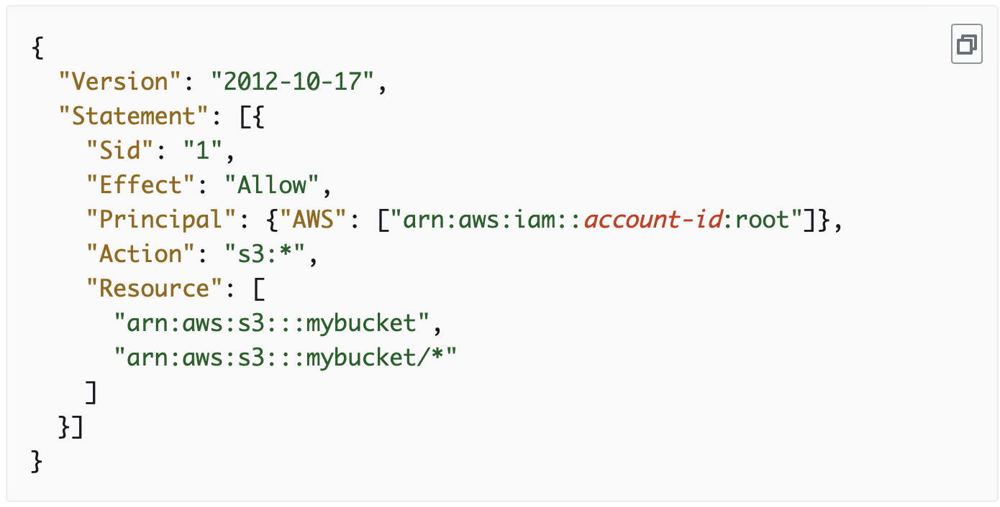 {
  "Version": "2012-10-17",
  "Statement": [{
    "Sid": "1",
    "Effect": "Allow",
    "Principal": {"AWS": ["arn:aws:iam::account-id:root"]},
    "Action": "s3:*",
    "Resource": [
      "arn:aws:s3:::mybucket",
      "arn:aws:s3:::mybucket/*"
    ]
  }]
}